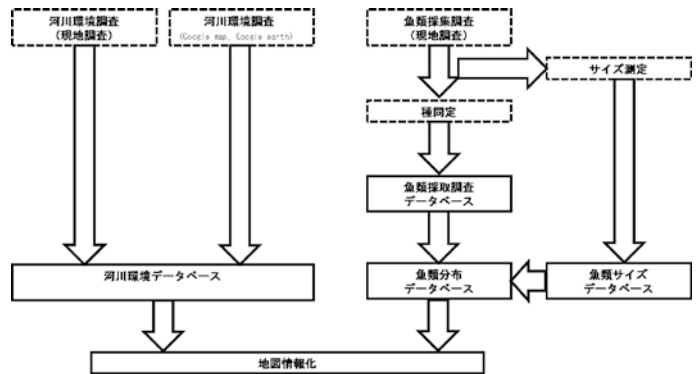 河川環境調査
(現地調査)
河川環境調査
(Google map、Google earth)
魚類採集調査
(現地調査)
サイズ測定
種同定
魚類採取調査
データベース
河川環境データベース
魚類分布
データベース
魚類サイズ
データベース
地図情報化